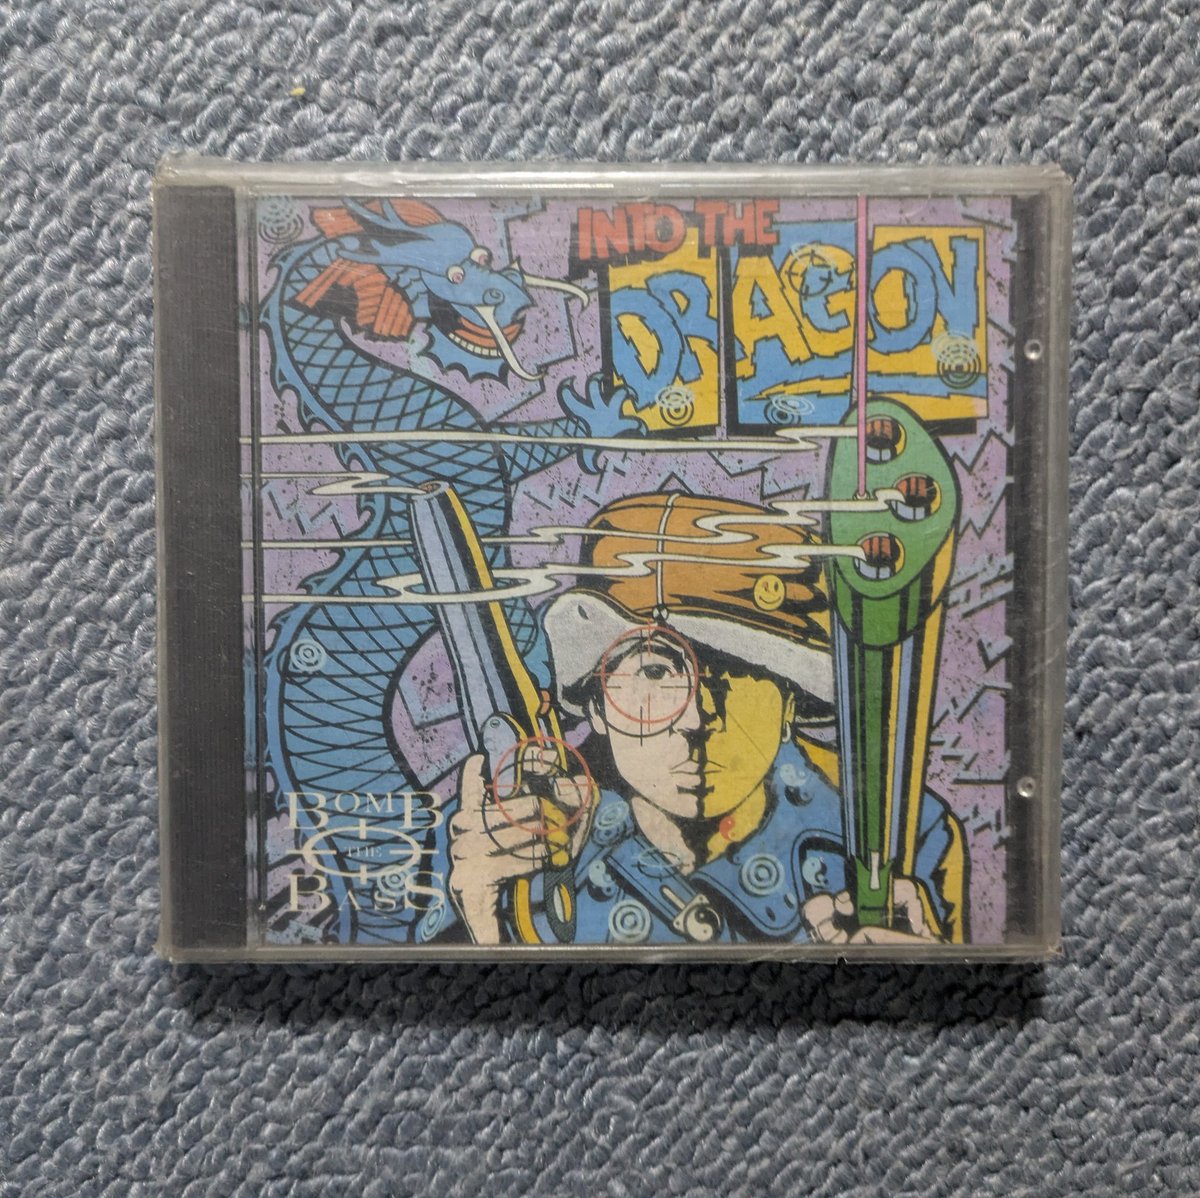 INTO THE
DRAGON
BOMB
THE
BASS